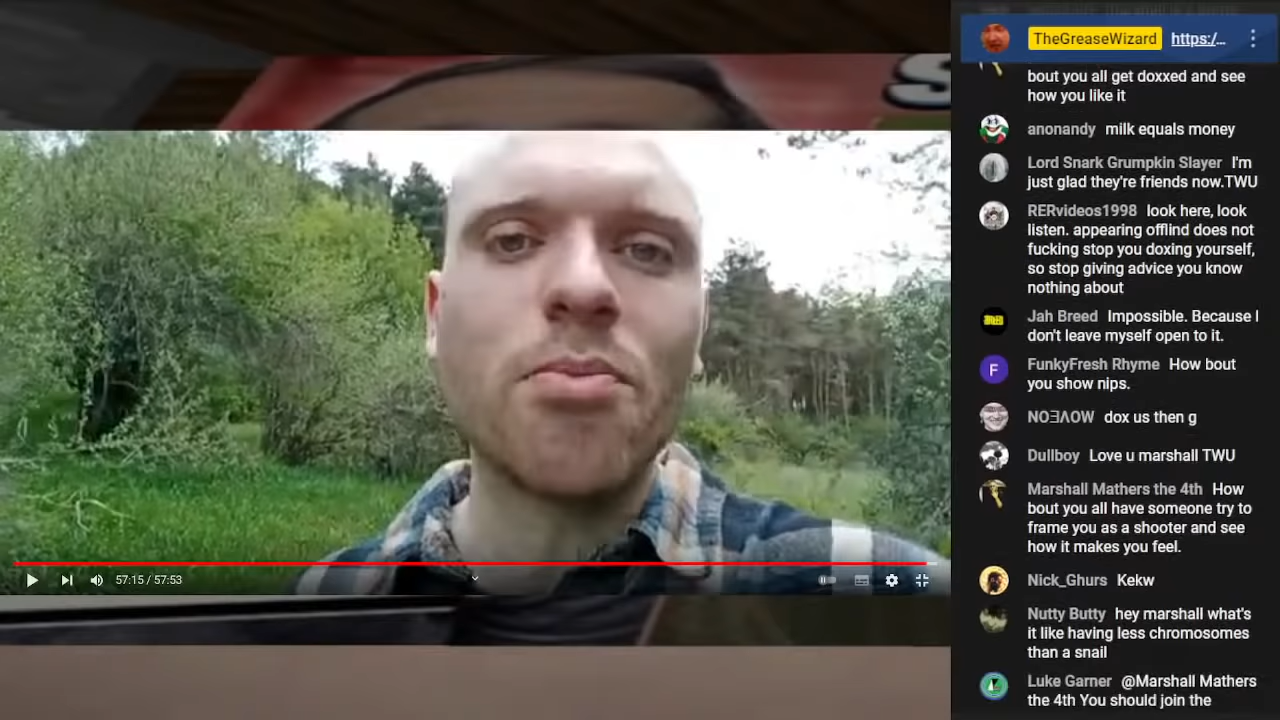 S
57:15 / 57:53
TheGreaseWizard https:/...
bout you all get doxxed and see
how you like it
anonandy milk equals money
Lord Snark Grumpkin Slayer I'm
just glad they're friends now.TWU
RERvideos1998 look here, look
listen. appearing offlind does not
fucking stop you doxing yourself,
so stop giving advice you know
nothing about
Jah Breed Impossible. Because I
don't leave myself open to it.
F
FunkyFresh Rhyme How bout
you show nips.
NOƎΛOW dox us then g
Dullboy Love u marshall TWU
Marshall Mathers the 4th How
bout you all have someone try to
frame you as a shooter and see
how it makes you feel.
Nick_Ghurs Kekw
Nutty Butty hey marshall what's
it like having less chromosomes
than a snail
Luke Garner @Marshall Mathers
the 4th You should join the